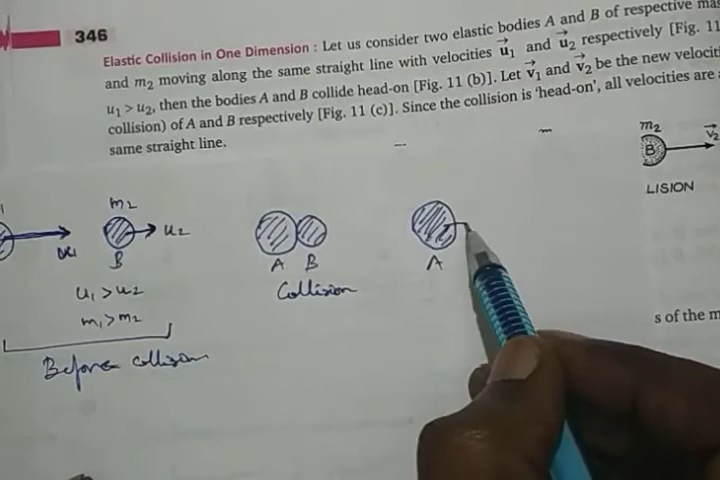 346
Elastic Collision in One Dimension : Let us consider two elastic bodies A and B of respective
and m₂ moving along the same straight line with velocities u⃗₁ and u⃗₂ respectively [Fig. 11
u₁ > u₂, then the bodies A and B collide head-on [Fig. 11 (b)]. Let v⃗₁ and v⃗₂ be the new
collision) of A and B respectively [Fig. 11 (c)]. Since the collision is 'head-on', all velocities are
same straight line.
m₂
B
v⃗₂
LISION
m₂
u₂
B
A B
A
u₁ > u₂
Collision
m₁ > m₂
Before collision
s of the m